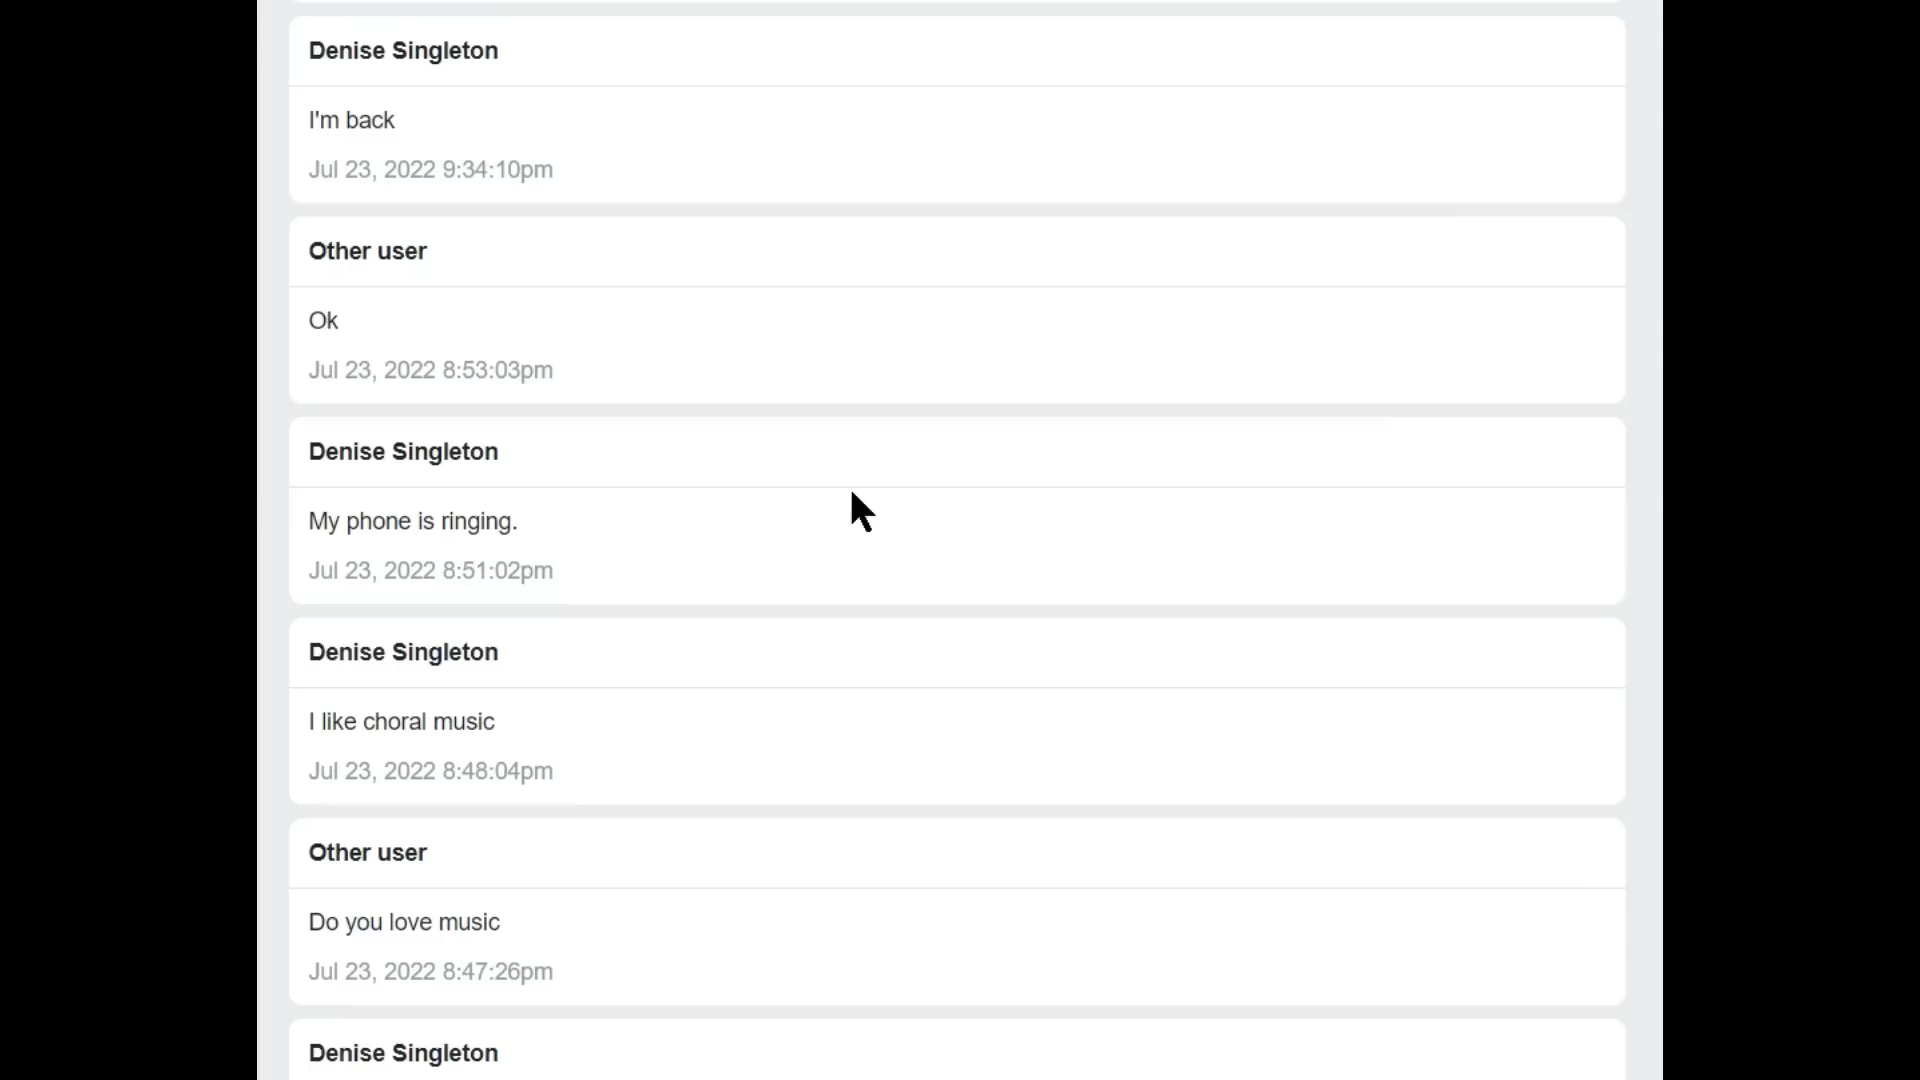 Denise Singleton
I'm back
Jul 23, 2022 9:34:10pm
Other user
Ok
Jul 23, 2022 8:53:03pm
Denise Singleton
My phone is ringing.
Jul 23, 2022 8:51:02pm
Denise Singleton
I like choral music
Jul 23, 2022 8:48:04pm
Other user
Do you love music
Jul 23, 2022 8:47:26pm
Denise Singleton